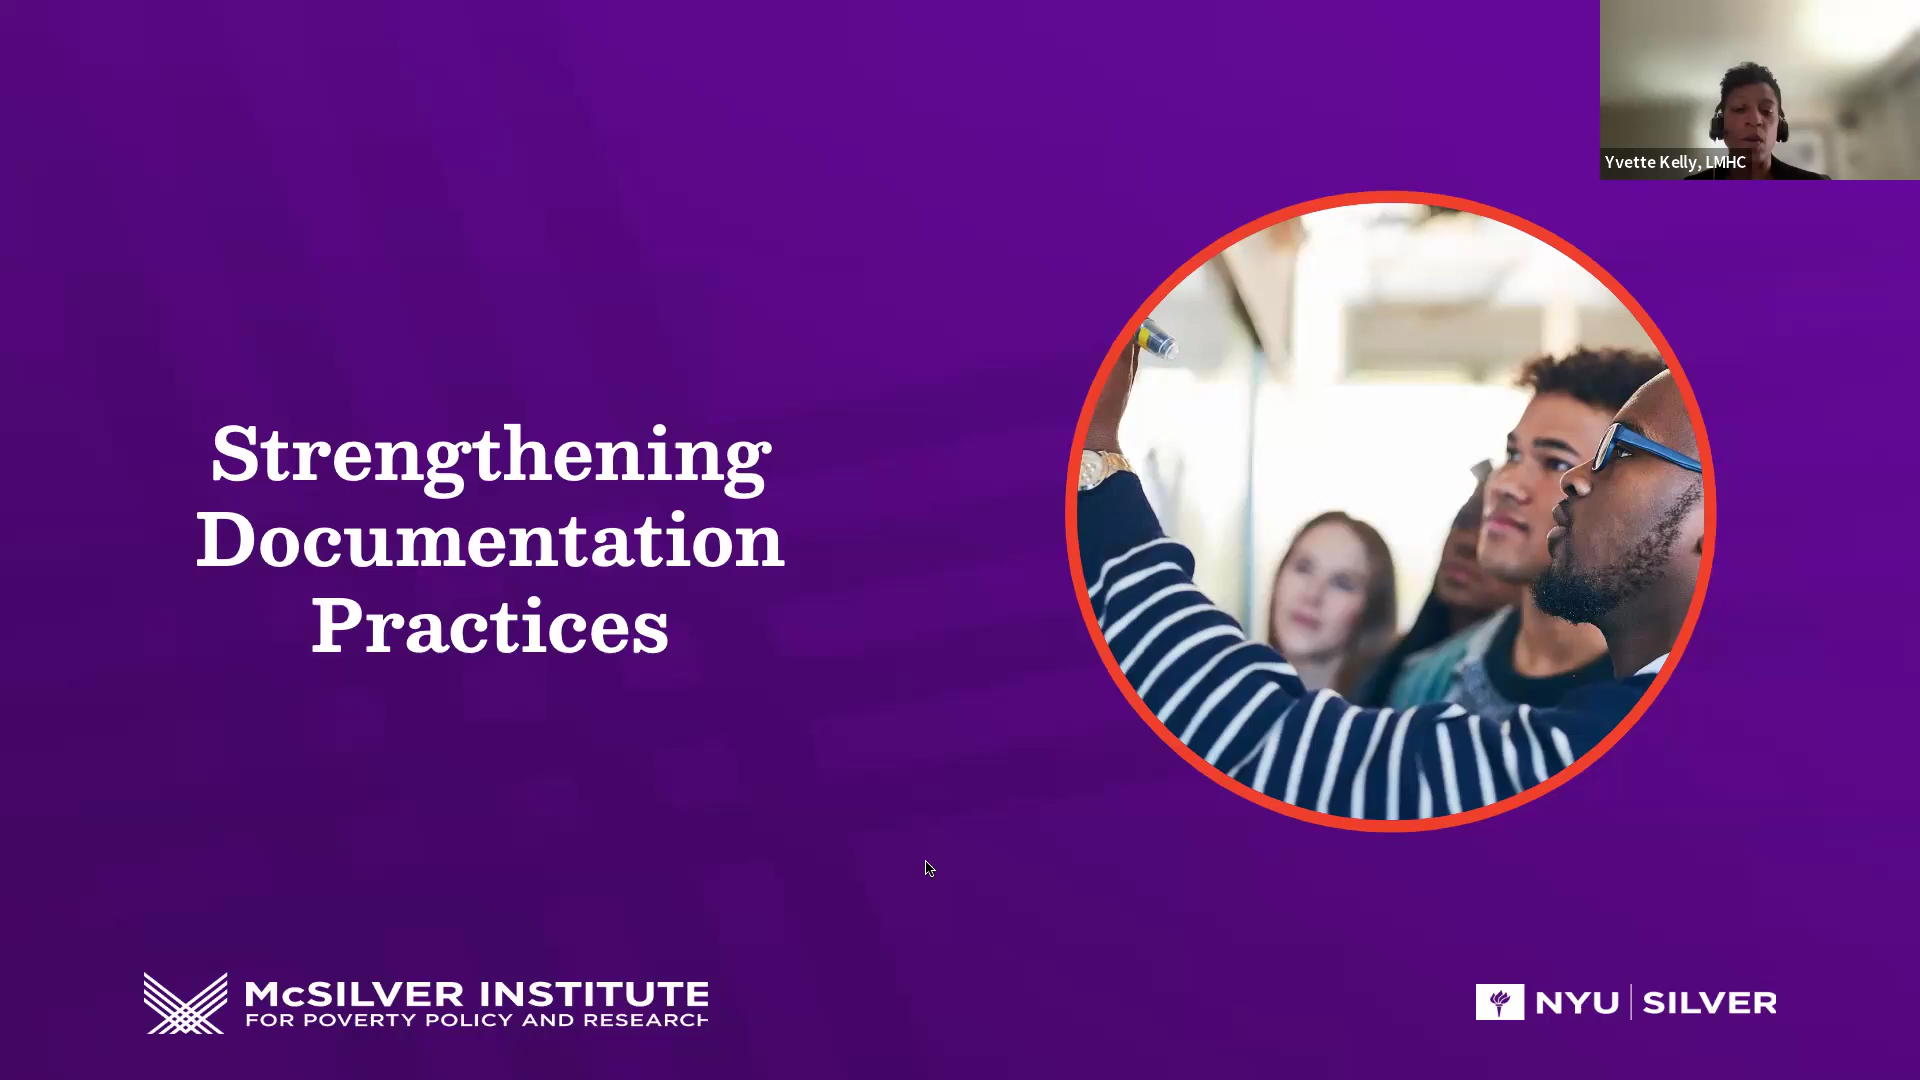 Yvette Kelly, LMHC
Strengthening
Documentation
Practices
McSILVER INSTITUTE
FOR POVERTY POLICY AND RESEARCH
NYU SILVER